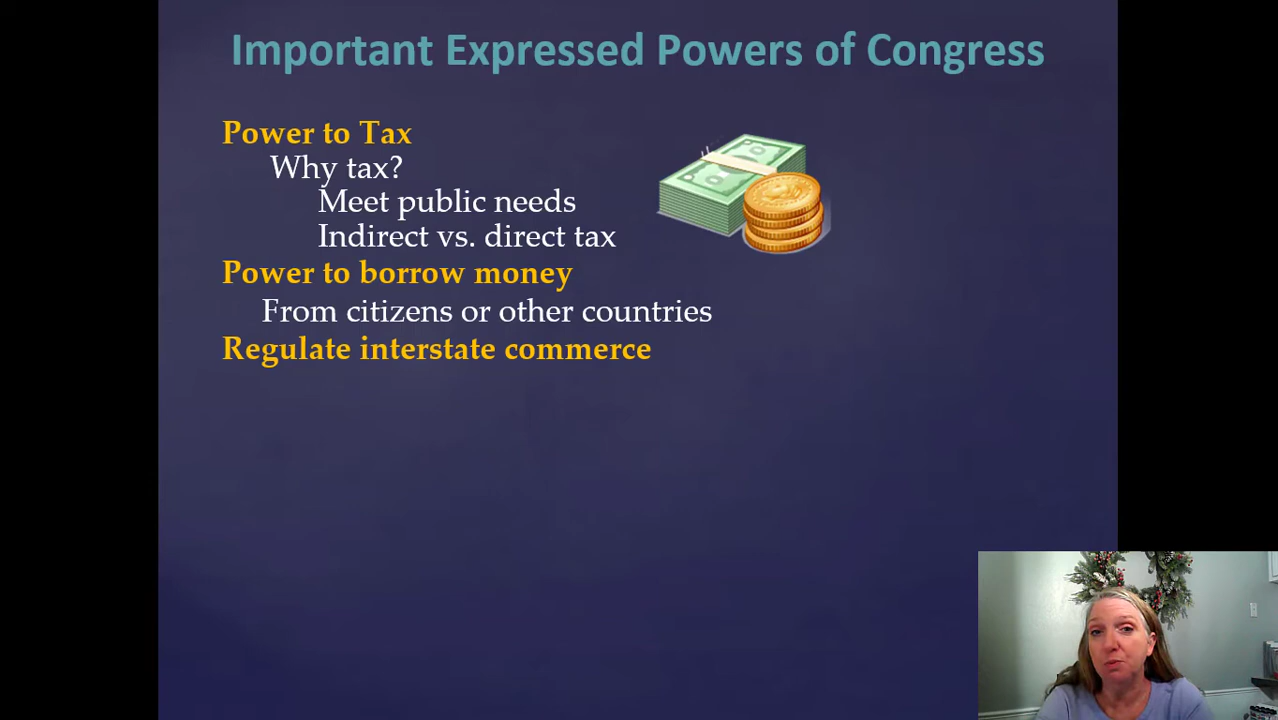 Important Expressed Powers of Congress
Power to Tax
Why tax?
Meet public needs
Indirect vs. direct tax
Power to borrow money
From citizens or other countries
Regulate interstate commerce